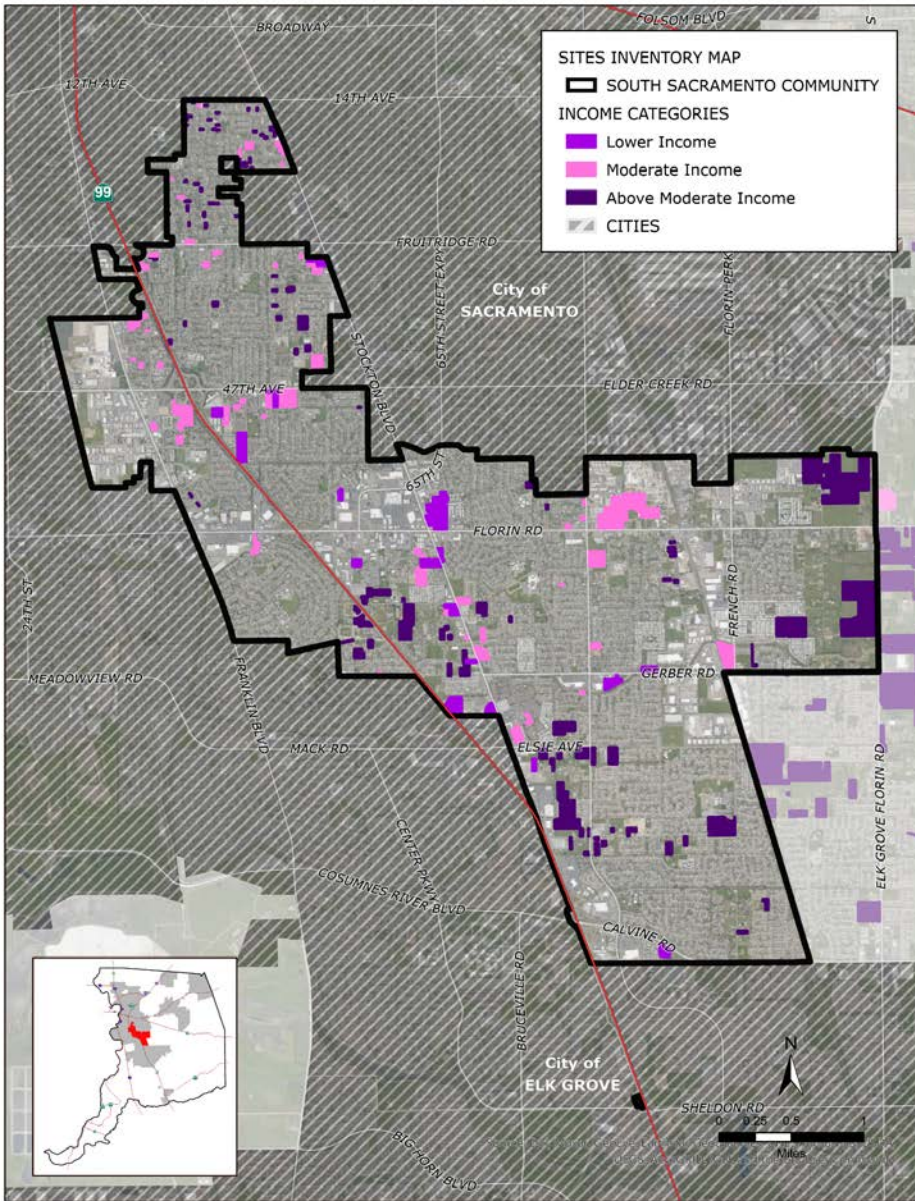 FOLSOM BLVD
S
BROADWAY
SITES INVENTORY MAP
SOUTH SACRAMENTO COMMUNITY
INCOME CATEGORIES
Lower Income
Moderate Income
Above Moderate Income
CITIES
12TH AVE
14TH AVE
99
FRUITRIDGE RD
65TH STREET EXPY
FLORIN PERK
City of
SACRAMENTO
STOCKTON BLVD
47TH AVE
ELDER CREEK RD
65TH ST
FLORIN RD
24TH ST
FRENCH RD
MEADOWVIEW RD
FRANKLIN BLVD
GERBER RD
MACK RD
ELSIE AVE
ELK GROVE FLORIN RD
CENTER PKWY
COSUMNES RIVER BLVD
CALVINE RD
BRUCEVILLE RD
N
City of
ELK GROVE
SHELDON RD
0 0.25 0.5 1
Miles
BIG HORN BLVD